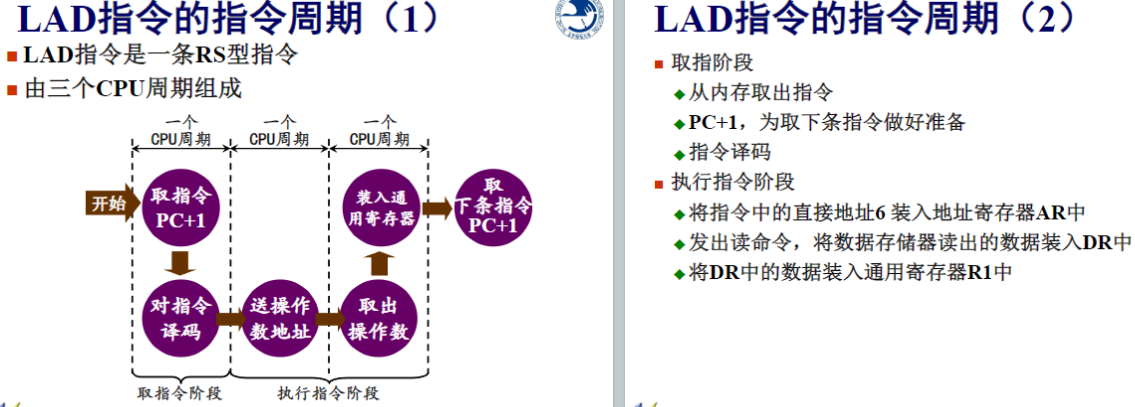 LAD指令的指令周期（1）
LAD指令是一条RS型指令
由三个CPU周期组成
一个
CPU周期
一个
CPU周期
一个
CPU周期
开始
取指令
PC+1
装入通
用寄存器
取
下条指令
PC+1
对指令
译码
送操作
数地址
取出
操作数
取指令阶段
执行指令阶段
LAD指令的指令周期（2）
取指阶段
从内存取出指令
PC+1，为取下条指令做好准备
指令译码
执行指令阶段
将指令中的直接地址6 装入地址寄存器AR中
发出读命令，将数据存储器读出的数据装入DR中
将DR中的数据装入通用寄存器R1中